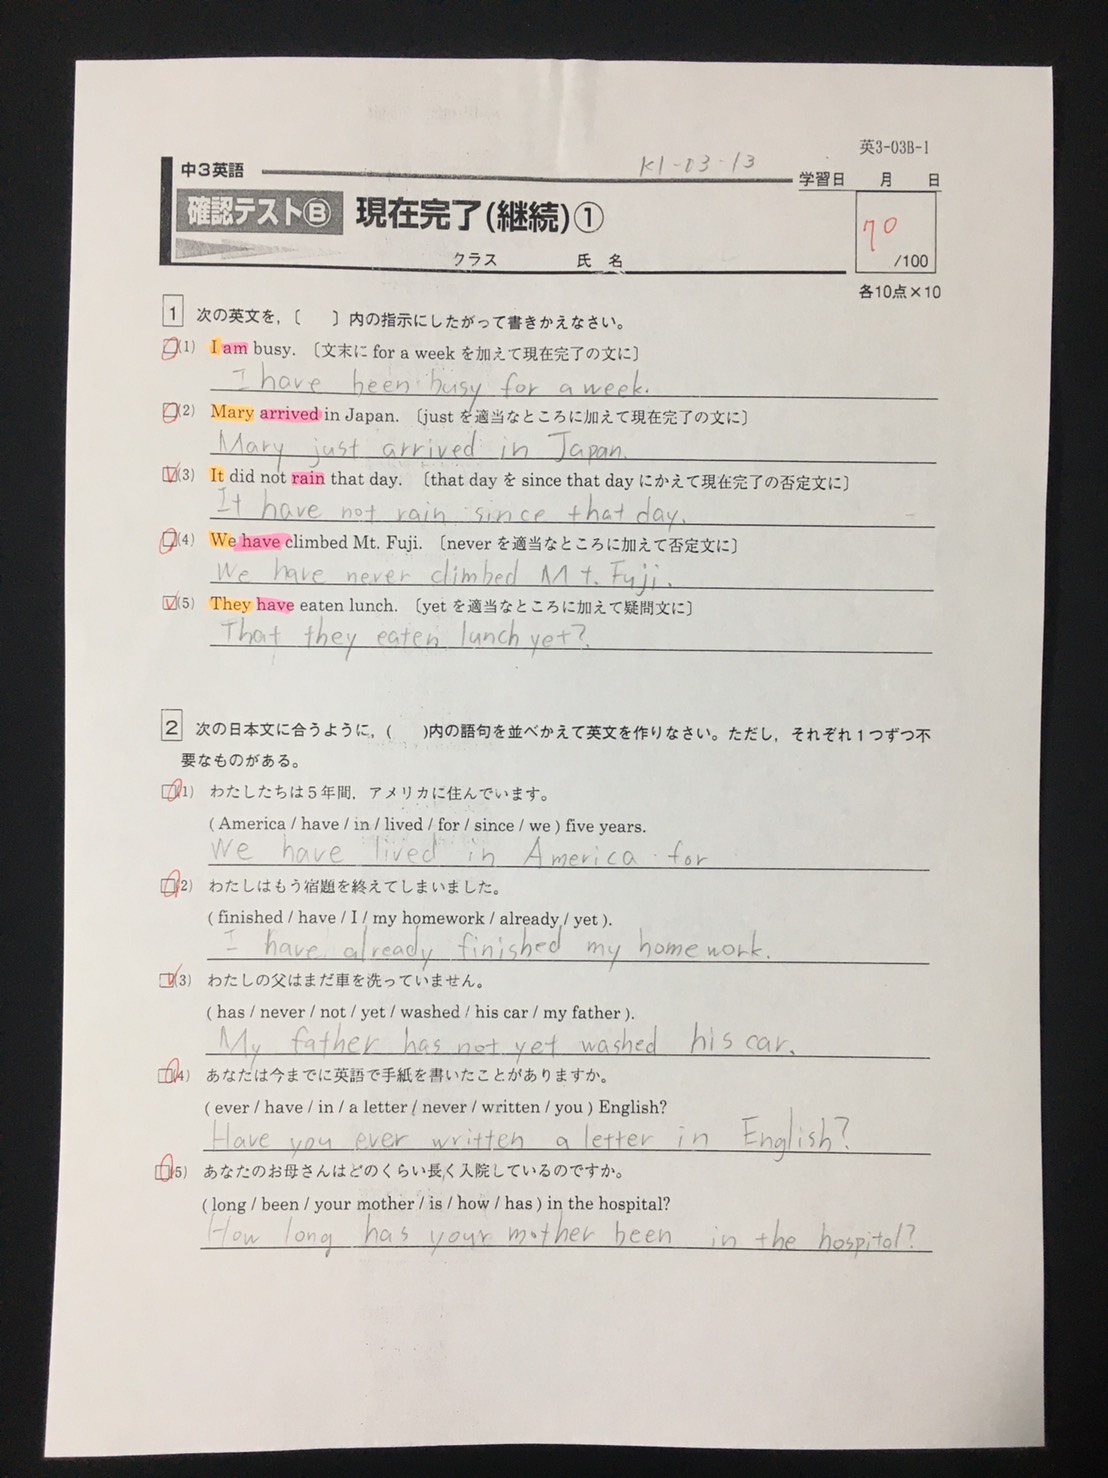 英3-03B-1
K1-03-13
中3英語
学習日 月 日
確認テストⒷ 現在完了(継続)①
70
/100
クラス 氏 名
各10点×10
1 次の英文を,〔 〕内の指示にしたがって書きかえなさい。
(1) I am busy. 〔文末に for a week を加えて現在完了の文に〕
I have been busy for a week.
(2) Mary arrived in Japan. 〔just を適当なところに加えて現在完了の文に〕
Mary just arrived in Japan.
(3) It did not rain that day. 〔that day を since that day にかえて現在完了の否定文に〕
It have not rain since that day.
(4) We have climbed Mt. Fuji. 〔never を適当なところに加えて否定文に〕
We have never climbed Mt. Fuji.
(5) They have eaten lunch. 〔yet を適当なところに加えて疑問文に〕
That they eaten lunch yet?
2 次の日本文に合うように,( )内の語句を並べかえて英文を作りなさい。ただし,それぞれ1つずつ不
要なものがある。
(1) わたしたちは5年間,アメリカに住んでいます。
( America / have / in / lived / for / since / we ) five years.
We have lived in America for
(2) わたしはもう宿題を終えてしまいました。
( finished / have / I / my homework / already / yet ).
I have already finished my homework.
(3) わたしの父はまだ車を洗っていません。
( has / never / not / yet / washed / his car / my father ).
My father has not yet washed his car.
(4) あなたは今までに英語で手紙を書いたことがありますか。
( ever / have / in / a letter / never / written / you ) English?
Have you ever written a letter in English?
(5) あなたのお母さんはどのくらい長く入院しているのですか。
( long / been / your mother / is / how / has ) in the hospital?
How long has your mother been in the hospital?